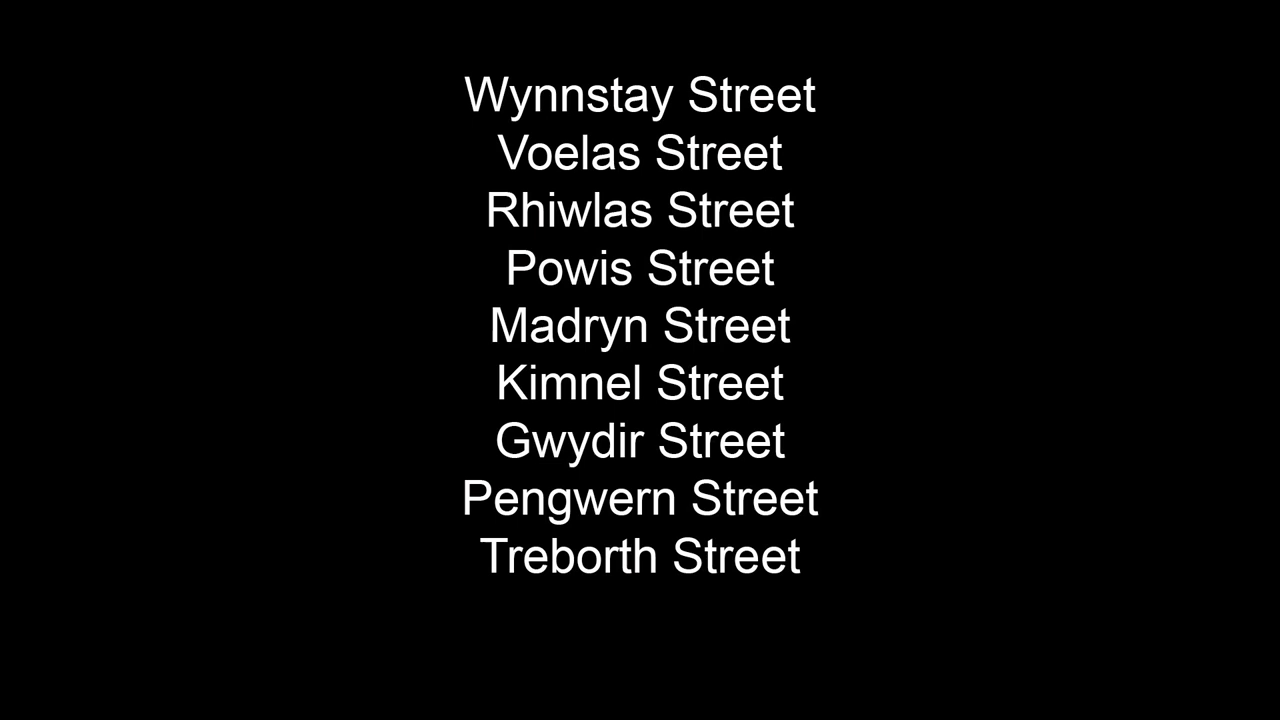 Wynnstay Street
Voelas Street
Rhiwlas Street
Powis Street
Madryn Street
Kimnel Street
Gwydir Street
Pengwern Street
Treborth Street